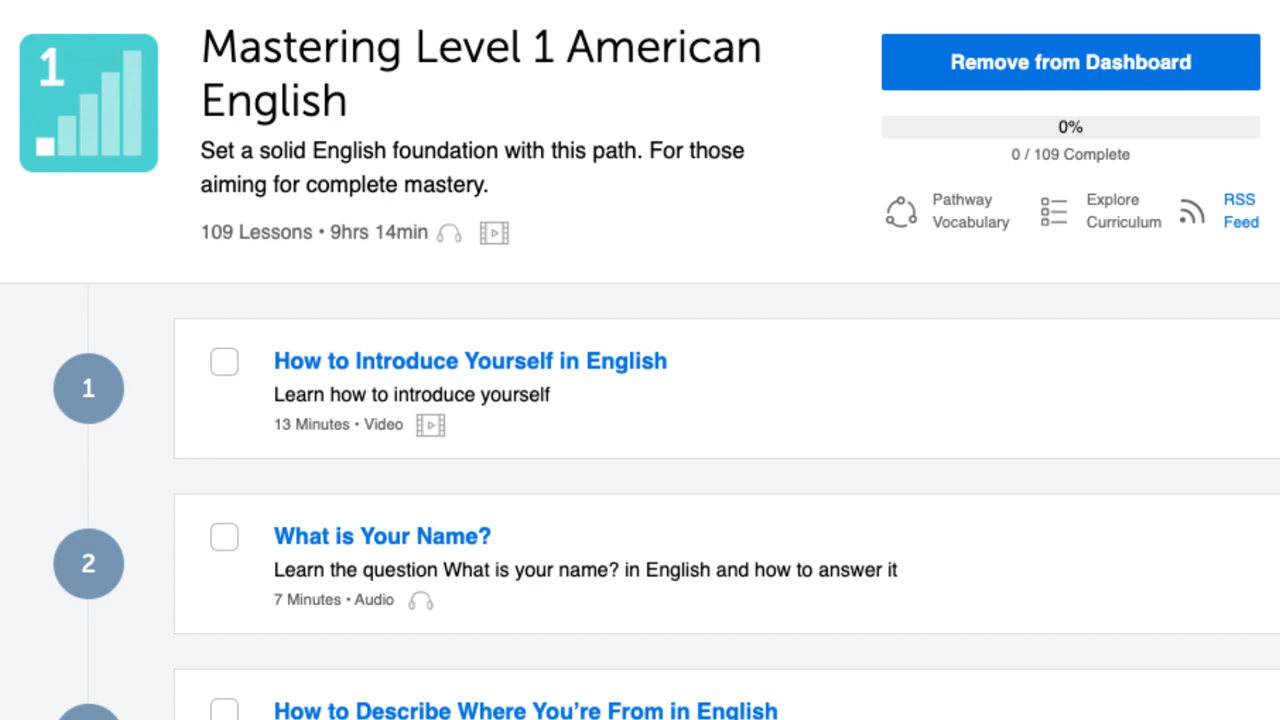 1
Mastering Level 1 American
English
Set a solid English foundation with this path. For those
aiming for complete mastery.
109 Lessons • 9hrs 14min
Remove from Dashboard
0%
0 / 109 Complete
Pathway
Vocabulary
Explore
Curriculum
RSS
Feed
1
How to Introduce Yourself in English
Learn how to introduce yourself
13 Minutes • Video
2
What is Your Name?
Learn the question What is your name? in English and how to answer it
7 Minutes • Audio
How to Describe Where You’re From in English